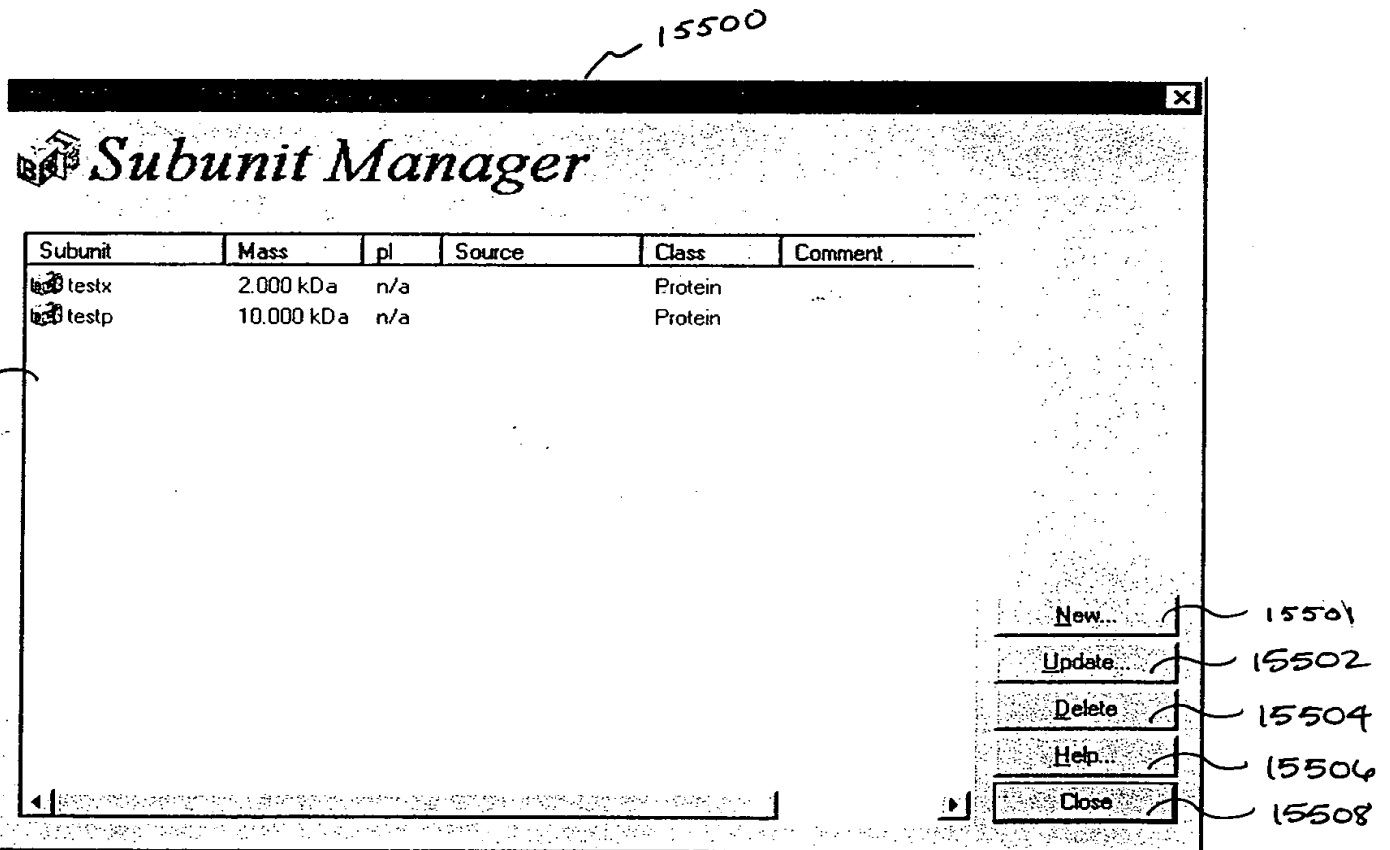 15500
Subunit Manager
Subunit Mass pI Source Class Comment
testx 2.000 kDa n/a Protein
testp 10.000 kDa n/a Protein
New... 15501
Update... 15502
Delete 15504
Help... 15506
Close 15508